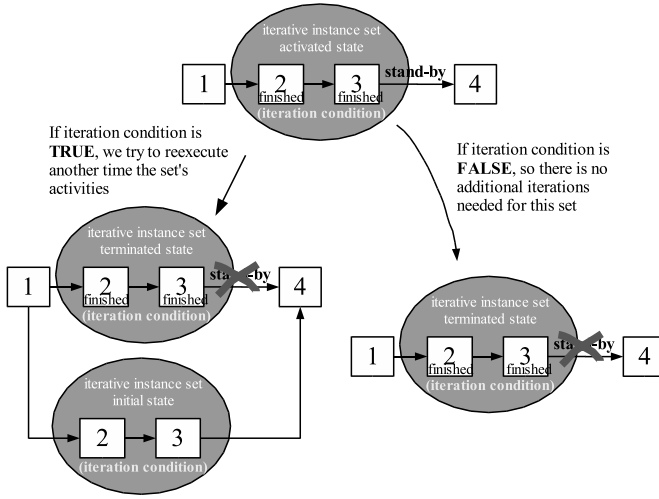 iterative instance set
activated state
1
2
finished
3
finished
stand-by
4
(iteration condition)
If iteration condition is
TRUE, we try to reexecute
another time the set's
activities
If iteration condition is
FALSE, so there is no
additional iterations
needed for this set
iterative instance set
terminated state
1
2
finished
3
finished
stand-by
4
(iteration condition)
iterative instance set
initial state
2
3
(iteration condition)
iterative instance set
terminated state
1
2
finished
3
finished
stand-by
4
(iteration condition)